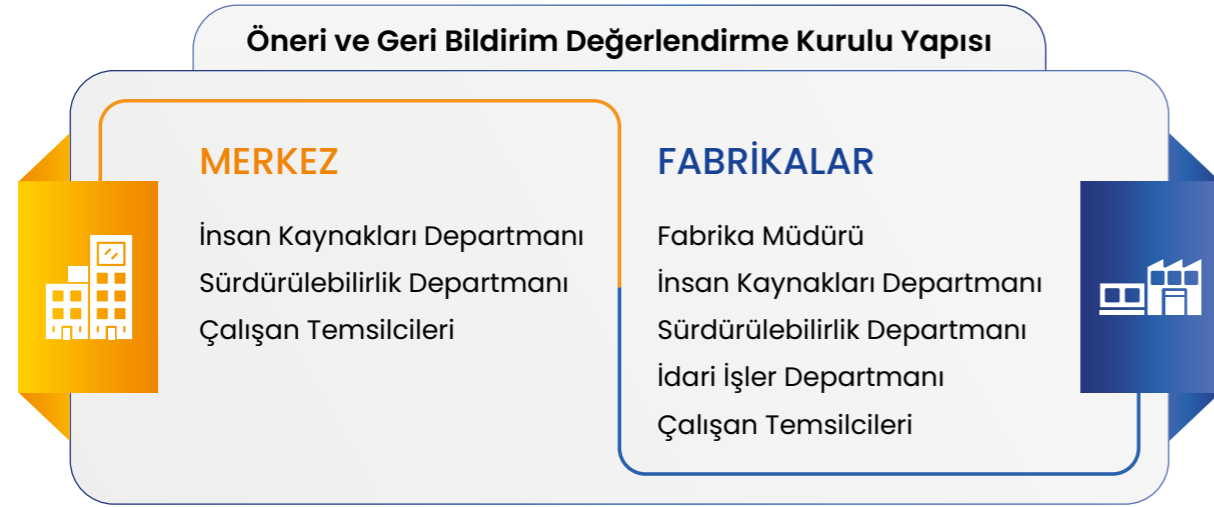 Öneri ve Geri Bildirim Değerlendirme Kurulu Yapısı
MERKEZ
İnsan Kaynakları Departmanı
Sürdürülebilirlik Departmanı
Çalışan Temsilcileri
FABRİKALAR
Fabrika Müdürü
İnsan Kaynakları Departmanı
Sürdürülebilirlik Departmanı
İdari İşler Departmanı
Çalışan Temsilcileri